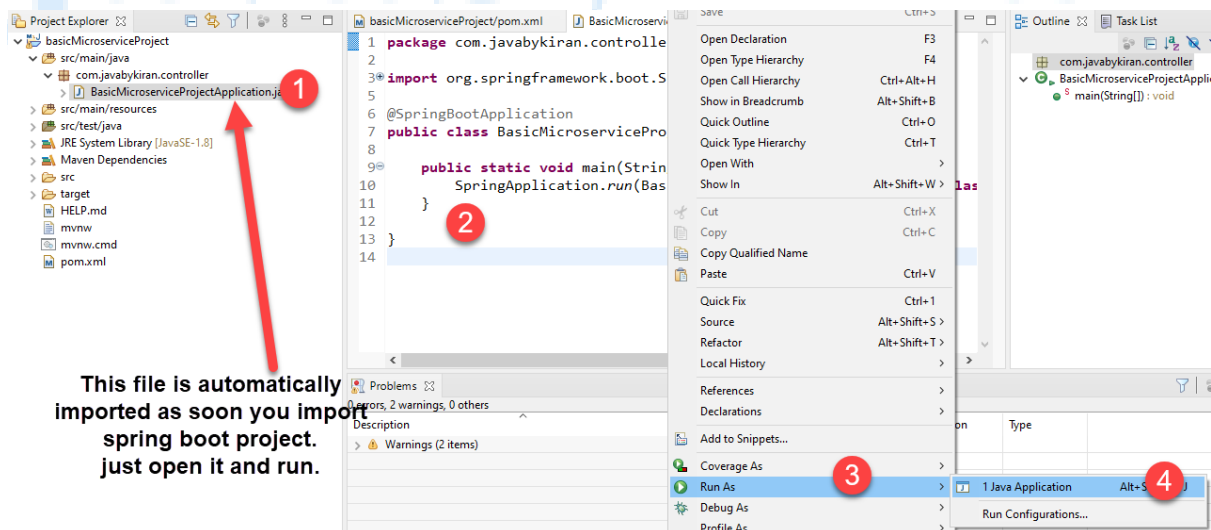 Project Explorer
basicMicroserviceProject
src/main/java
com.javabykiran.controller
BasicMicroserviceProjectApplication.ja
src/main/resources
src/test/java
JRE System Library [JavaSE-1.8]
Maven Dependencies
src
target
HELP.md
mvnw
mvnw.cmd
pom.xml
1
This file is automatically
imported as soon you import
spring boot project.
just open it and run.
basicMicroserviceProject/pom.xml
BasicMicroservi
1 package com.javabykiran.controlle
2
3 import org.springframework.boot.S
5
6 @SpringBootApplication
7 public class BasicMicroservicePro
8
9 public static void main(Strin
10 SpringApplication.run(Bas
las
11 }
12
13 }
14
2
Problems
0 errors, 2 warnings, 0 others
Description
on
Type
Warnings (2 items)
Save Ctrl+S
Open Declaration F3
Open Type Hierarchy F4
Open Call Hierarchy Ctrl+Alt+H
Show in Breadcrumb Alt+Shift+B
Quick Outline Ctrl+O
Quick Type Hierarchy Ctrl+T
Open With >
Show In Alt+Shift+W >
Cut Ctrl+X
Copy Ctrl+C
Copy Qualified Name
Paste Ctrl+V
Quick Fix Ctrl+1
Source Alt+Shift+S >
Refactor Alt+Shift+T >
Local History >
References >
Declarations >
Add to Snippets...
Coverage As >
Run As >
Debug As >
Profile As >
3
1 Java Application Alt+S J
Run Configurations...
4
Outline
Task List
com.javabykiran.controller
BasicMicroserviceProjectAppli
S main(String[]) : void